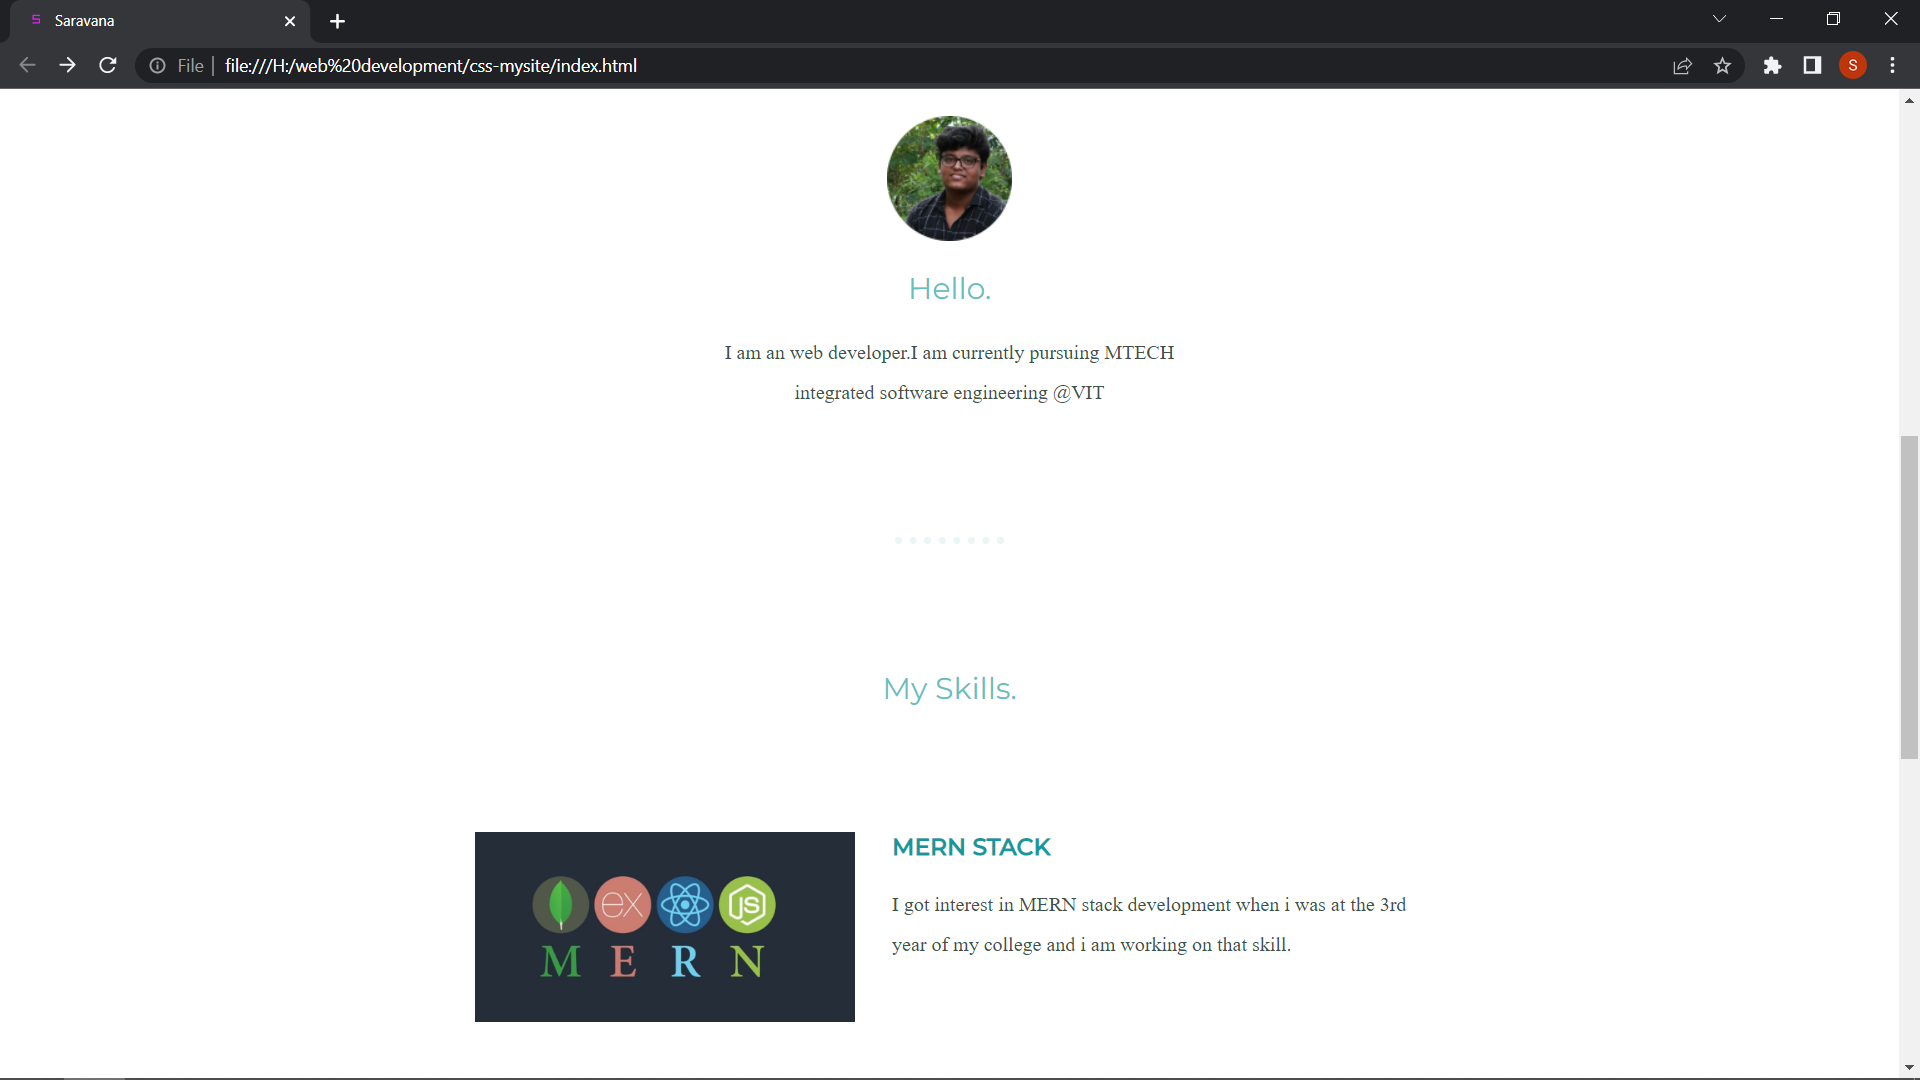 Saravana
File
file:///H:/web%20development/css-mysite/index.html
S
Hello.
I am an web developer.I am currently pursuing MTECH
integrated software engineering @VIT
My Skills.
ex JS
M E R N
MERN STACK
I got interest in MERN stack development when i was at the 3rd
year of my college and i am working on that skill.